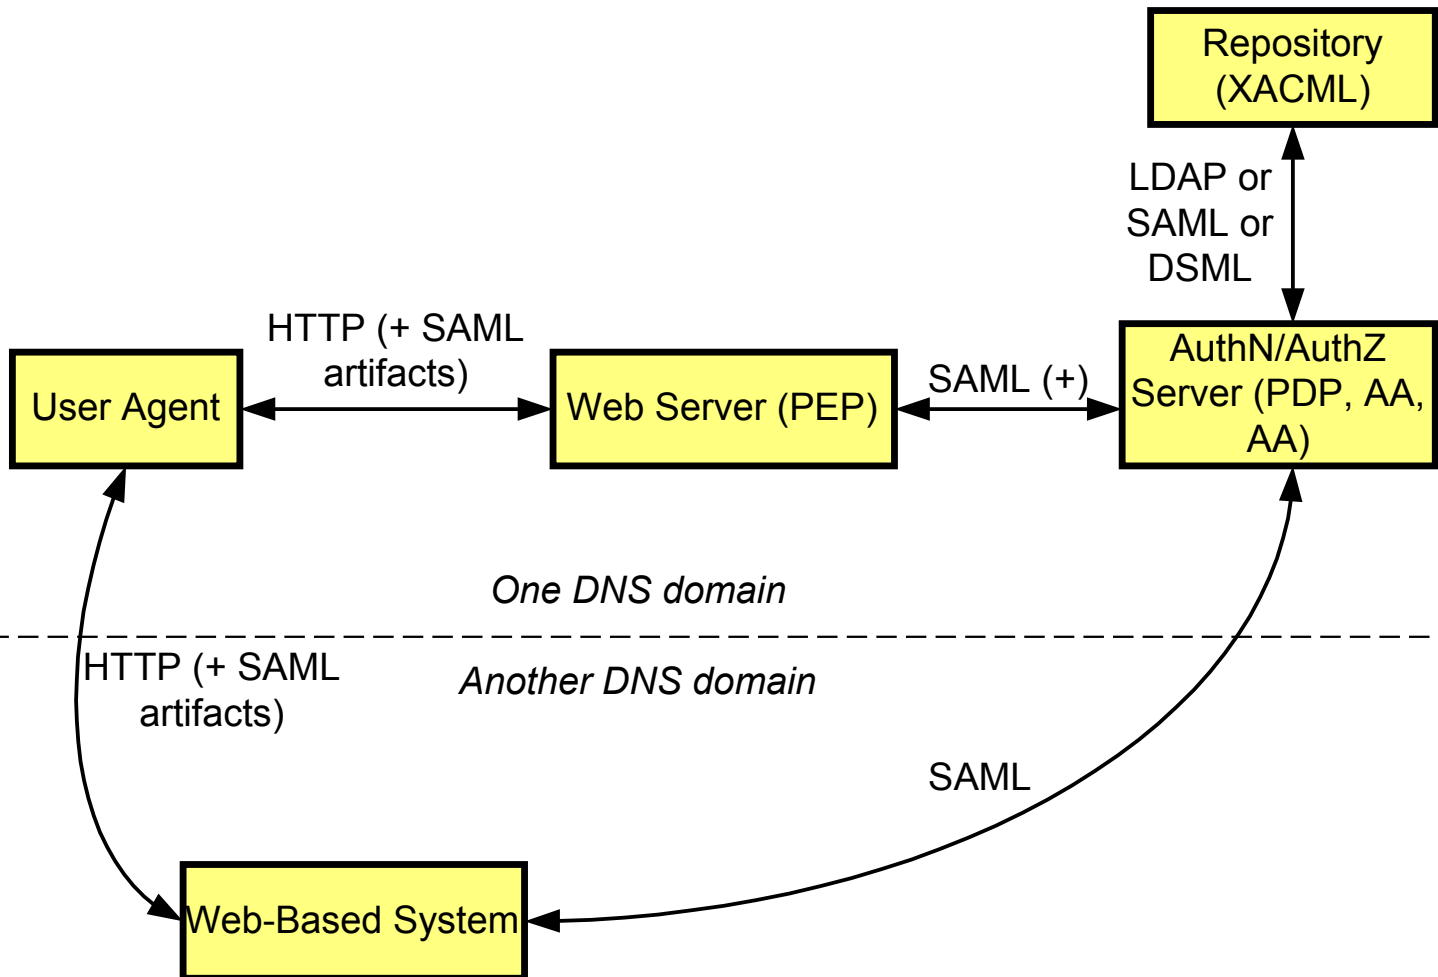 Repository
(XACML)
LDAP or
SAML or
DSML
HTTP (+ SAML
artifacts)
User Agent
Web Server (PEP)
SAML (+)
AuthN/AuthZ
Server (PDP, AA,
AA)
One DNS domain
HTTP (+ SAML
artifacts)
Another DNS domain
SAML
Web-Based System